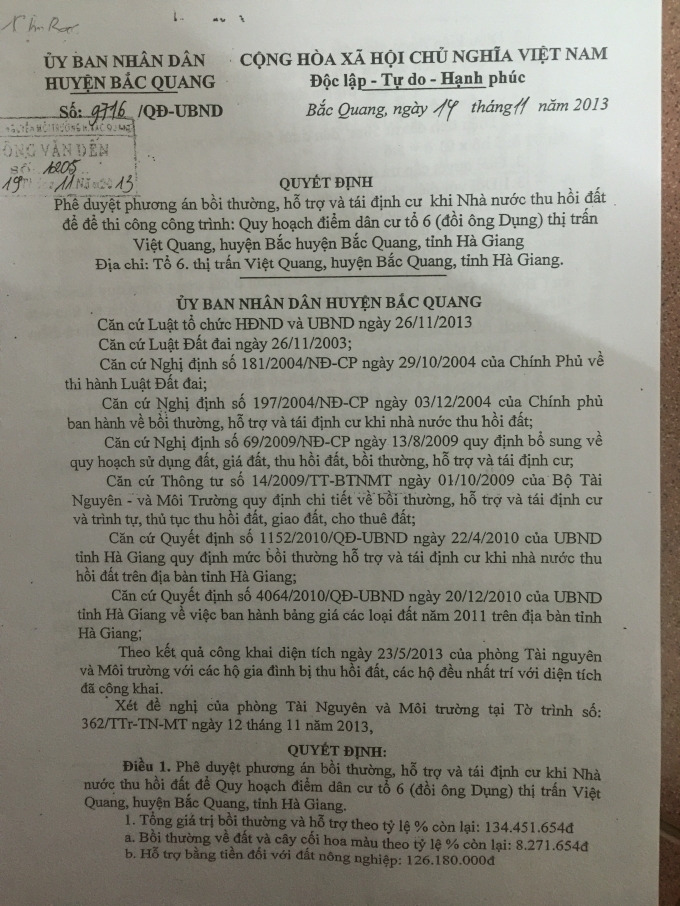 ỦY BAN NHÂN DÂN
HUYỆN BẮC QUANG
Số: 9716 /QĐ-UBND
CỘNG HÒA XÃ HỘI CHỦ NGHĨA VIỆT NAM
Độc lập - Tự do - Hạnh phúc
Bắc Quang, ngày 14 tháng 11 năm 2013
ÔNG VĂN ĐẾN
Số 1205
19 11 Năm 2013
QUYẾT ĐỊNH
Phê duyệt phương án bồi thường, hỗ trợ và tái định cư khi Nhà nước thu hồi đất
để đề thi công công trình: Quy hoạch điểm dân cư tổ 6 (đồi ông Dụng) thị trấn
Việt Quang, huyện Bắc huyện Bắc Quang, tỉnh Hà Giang
Địa chỉ: Tổ 6. thị trấn Việt Quang, huyện Bắc Quang, tỉnh Hà Giang.
ỦY BAN NHÂN DÂN HUYỆN BẮC QUANG
Căn cứ Luật tổ chức HĐND và UBND ngày 26/11/2013
Căn cứ Luật Đất đai ngày 26/11/2003;
Căn cứ Nghị định số 181/2004/NĐ-CP ngày 29/10/2004 của Chính Phủ về
thi hành Luật Đất đai;
Căn cứ Nghị định số 197/2004/NĐ-CP ngày 03/12/2004 của Chính phủ
ban hành về bồi thường, hỗ trợ và tái định cư khi nhà nước thu hồi đất;
Căn cứ Nghị định số 69/2009/NĐ-CP ngày 13/8/2009 quy định bổ sung về
quy hoạch sử dụng đất, giá đất, thu hồi đất, bồi thường, hỗ trợ và tái định cư;
Căn cứ Thông tư số 14/2009/TT-BTNMT ngày 01/10/2009 của Bộ Tài
Nguyên - và Môi Trường quy định chi tiết về bồi thường, hỗ trợ và tái định cư
và trình tự, thủ tục thu hồi đất, giao đất, cho thuê đất;
Căn cứ Quyết định số 1152/2010/QĐ-UBND ngày 22/4/2010 của UBND
tỉnh Hà Giang quy định mức bồi thường hỗ trợ và tái định cư khi nhà nước thu
hồi đất trên địa bàn tỉnh Hà Giang;
Căn cứ Quyết định số 4064/2010/QĐ-UBND ngày 20/12/2010 của UBND
tỉnh Hà Giang về việc ban hành bảng giá các loại đất năm 2011 trên địa bàn tỉnh
Hà Giang;
Theo kết quả công khai diện tích ngày 23/5/2013 của phòng Tài nguyên
và Môi trường với các hộ gia đình bị thu hồi đất, các hộ đều nhất trí với diện tích
đã công khai.
Xét đề nghị của phòng Tài Nguyên và Môi trường tại Tờ trình số:
362/TTr-TN-MT ngày 12 tháng 11 năm 2013,
QUYẾT ĐỊNH:
Điều 1. Phê duyệt phương án bồi thường, hỗ trợ và tái định cư khi Nhà
nước thu hồi đất để Quy hoạch điểm dân cư tổ 6 (đồi ông Dụng) thị trấn Việt
Quang, huyện Bắc Quang, tỉnh Hà Giang.
1. Tổng giá trị bồi thường và hỗ trợ theo tỷ lệ % còn lại: 134.451.654đ
a. Bồi thường về đất và cây cối hoa màu theo tỷ lệ % còn lại: 8.271.654đ
b. Hỗ trợ bằng tiền đối với đất nông nghiệp: 126.180.000đ